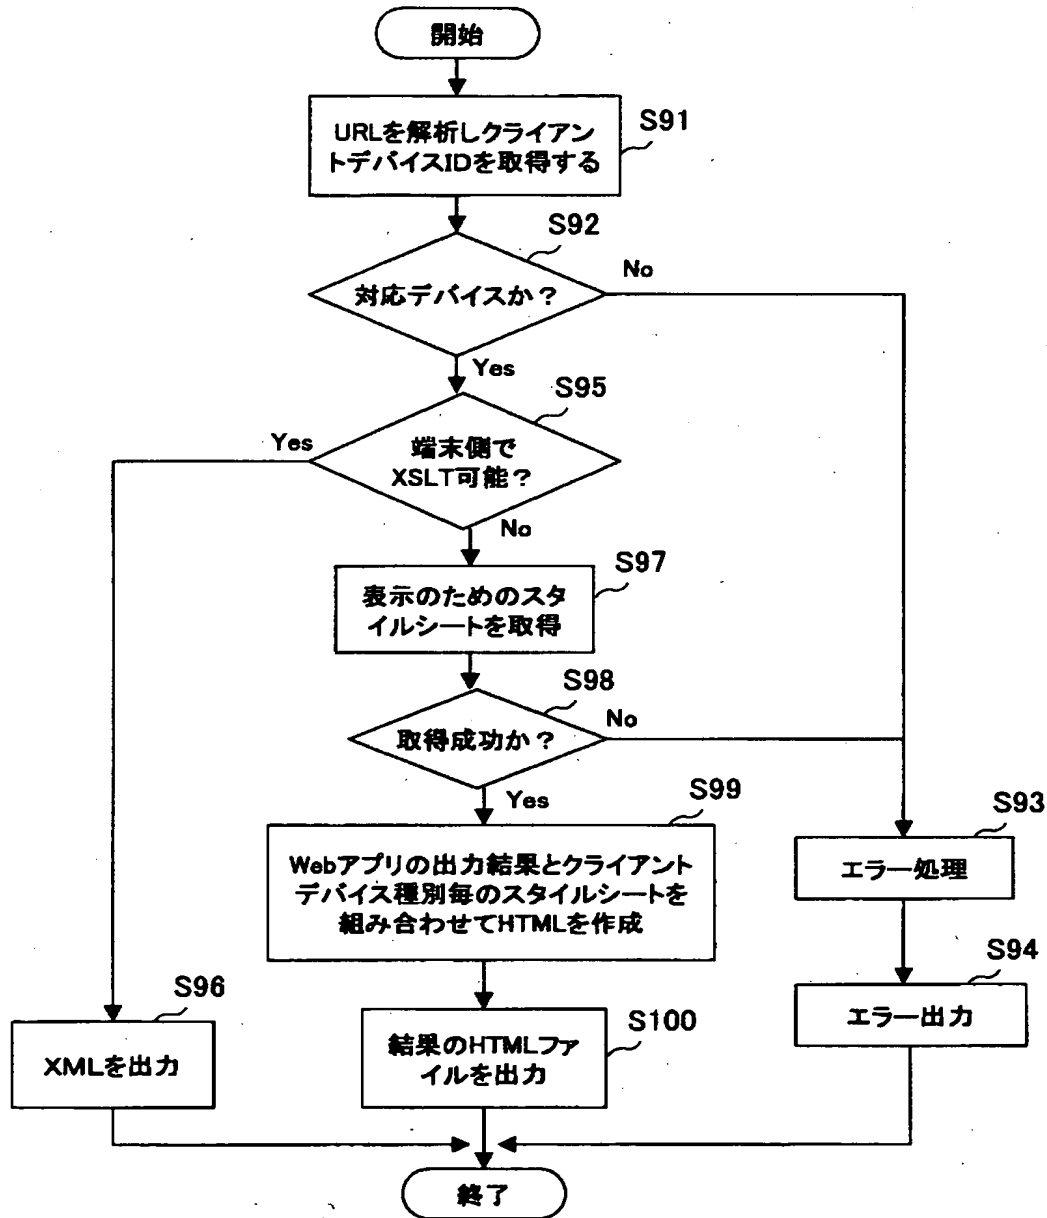 開始
URLを解析しクライアン
トデバイスIDを取得する
S91
S92
対応デバイスか?
No
Yes
S95
端末側で
XSLT可能?
Yes
No
S97
表示のためのスタ
イルシートを取得
S98
取得成功か?
No
Yes
S99
Webアプリの出力結果とクライアント
デバイス種別毎のスタイルシートを
組み合わせてHTMLを作成
S93
エラー処理
S94
エラー出力
S96
XMLを出力
S100
結果のHTMLファ
イルを出力
終了